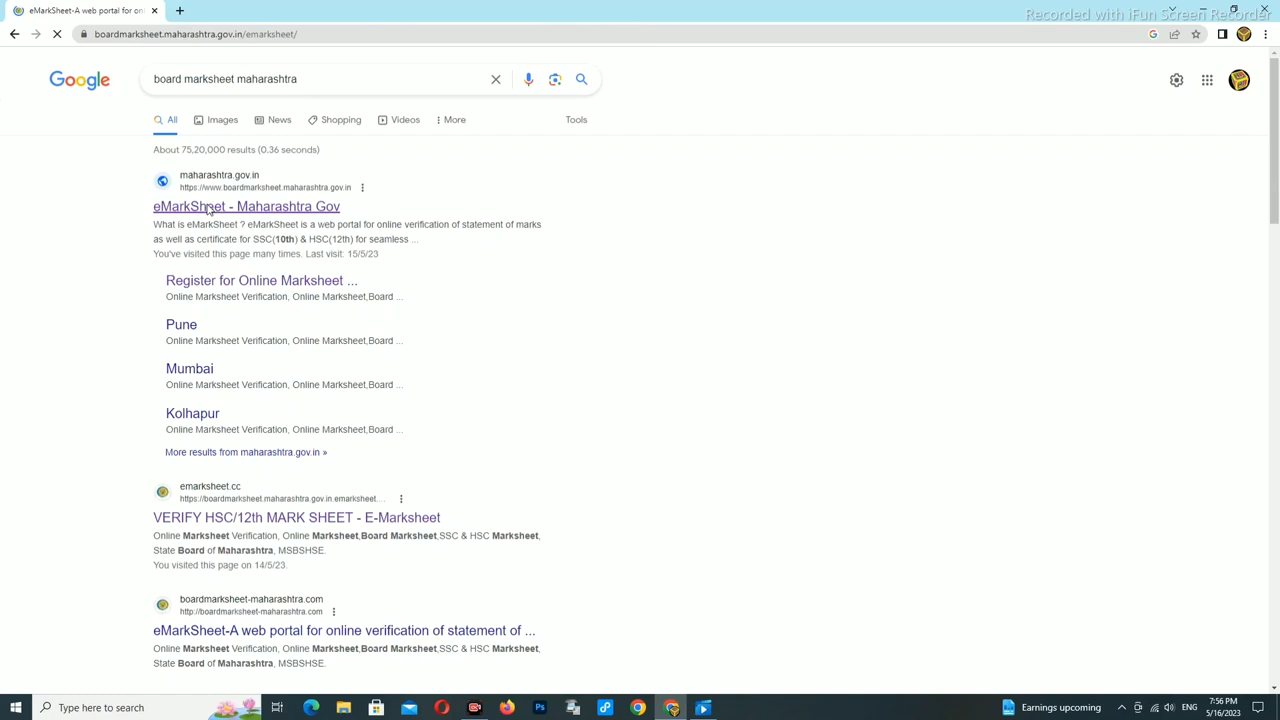 eMarkSheet-A web portal for onl
Recorded with iFun Screen Recorder
boardmarksheet.maharashtra.gov.in/emarksheet/
Google
board marksheet maharashtra
All
Images
News
Shopping
Videos
More
Tools
About 75,20,000 results (0.36 seconds)
maharashtra.gov.in
https://www.boardmarksheet.maharashtra.gov.in
eMarkSheet - Maharashtra Gov
What is eMarkSheet ? eMarkSheet is a web portal for online verification of statement of marks
as well as certificate for SSC(10th) & HSC(12th) for seamless ...
You've visited this page many times. Last visit: 15/5/23
Register for Online Marksheet ...
Online Marksheet Verification, Online Marksheet,Board ...
Pune
Online Marksheet Verification, Online Marksheet,Board ...
Mumbai
Online Marksheet Verification, Online Marksheet,Board ...
Kolhapur
Online Marksheet Verification, Online Marksheet,Board ...
More results from maharashtra.gov.in »
emarksheet.cc
https://boardmarksheet.maharashtra.gov.in.emarksheet....
VERIFY HSC/12th MARK SHEET - E-Marksheet
Online Marksheet Verification, Online Marksheet,Board Marksheet,SSC & HSC Marksheet,
State Board of Maharashtra, MSBSHSE.
You visited this page on 14/5/23.
boardmarksheet-maharashtra.com
http://boardmarksheet-maharashtra.com
eMarkSheet-A web portal for online verification of statement of ...
Online Marksheet Verification, Online Marksheet,Board Marksheet,SSC & HSC Marksheet,
State Board of Maharashtra, MSBSHSE.
Type here to search
Earnings upcoming
ENG
7:56 PM
5/16/2023